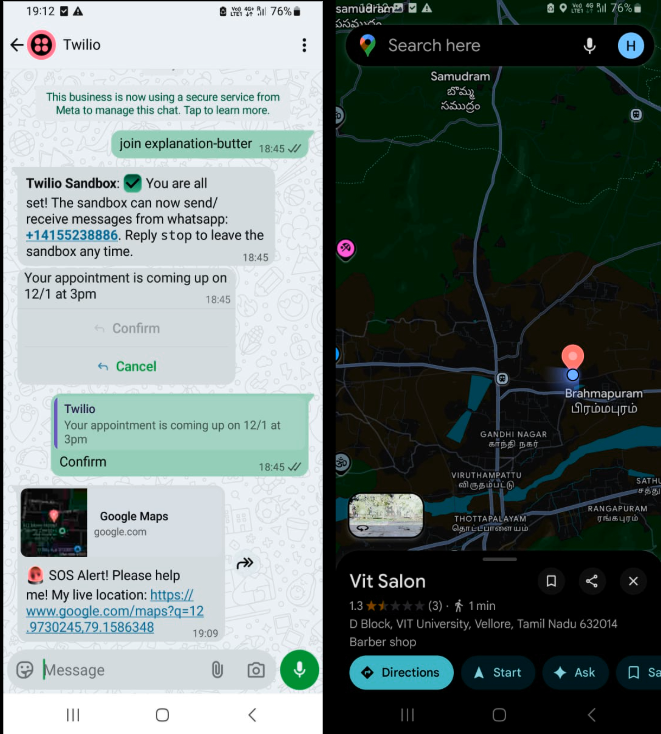 19:12
Vo0 LTE1 4G+ R 76%
Twilio
This business is now using a secure service from
Meta to manage this chat. Tap to learn more.
join explanation-butter 18:45
Twilio Sandbox: ✅ You are all
set! The sandbox can now send/
receive messages from whatsapp:
+14155238886. Reply stop to leave the
sandbox any time.
18:45
Your appointment is coming up on
12/1 at 3pm
18:45
Confirm
Cancel
Twilio
Your appointment is coming up on 12/1 at
3pm
Confirm
18:45
Google Maps
google.com
SOS Alert! Please help
me! My live location: https://
www.google.com/maps?q=12
.9730245,79.1586348
19:09
Message
samudram
19:12
76%
Search here
H
Samudram
బొమ్మ
సముద్రం
Brahmapuram
பிரம்மபுரம்
GANDHI NAGAR
காந்தி நகர்
VIRUTHAMPATTU
விருதம்பட்டு
SATHU
RANGAPURAM
ரங்கபுரம்
THOTTAPALAYAM
தொட்டபாளையம்
Vit Salon
1.3 ★★★★★ (3) · 1 min
D Block, VIT University, Vellore, Tamil Nadu 632014
Barber shop
Directions
Start
Ask
Sa